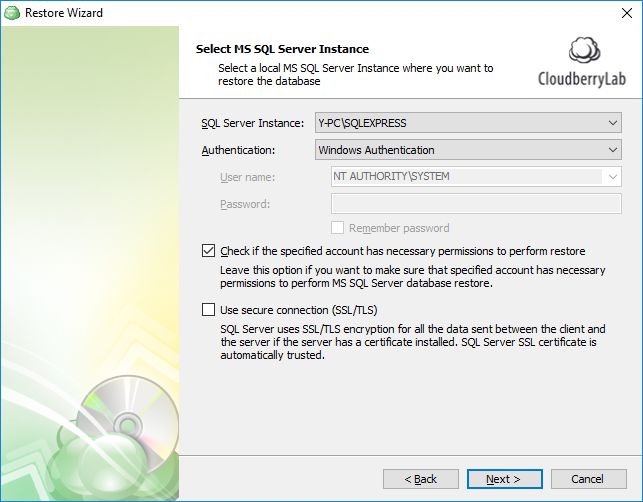 Restore Wizard
Select MS SQL Server Instance
Select a local MS SQL Server Instance where you want to
restore the database
CloudberryLab
SQL Server Instance:
Y-PC\SQLEXPRESS
Authentication:
Windows Authentication
User name:
NT AUTHORITY\SYSTEM
Password:
Remember password
Check if the specified account has necessary permissions to perform restore
Leave this option if you want to make sure that specified account has necessary
permissions to perform MS SQL Server database restore.
Use secure connection (SSL/TLS)
SQL Server uses SSL/TLS encryption for all the data sent between the client and
the server if the server has a certificate installed. SQL Server SSL certificate is
automatically trusted.
< Back
Next >
Cancel